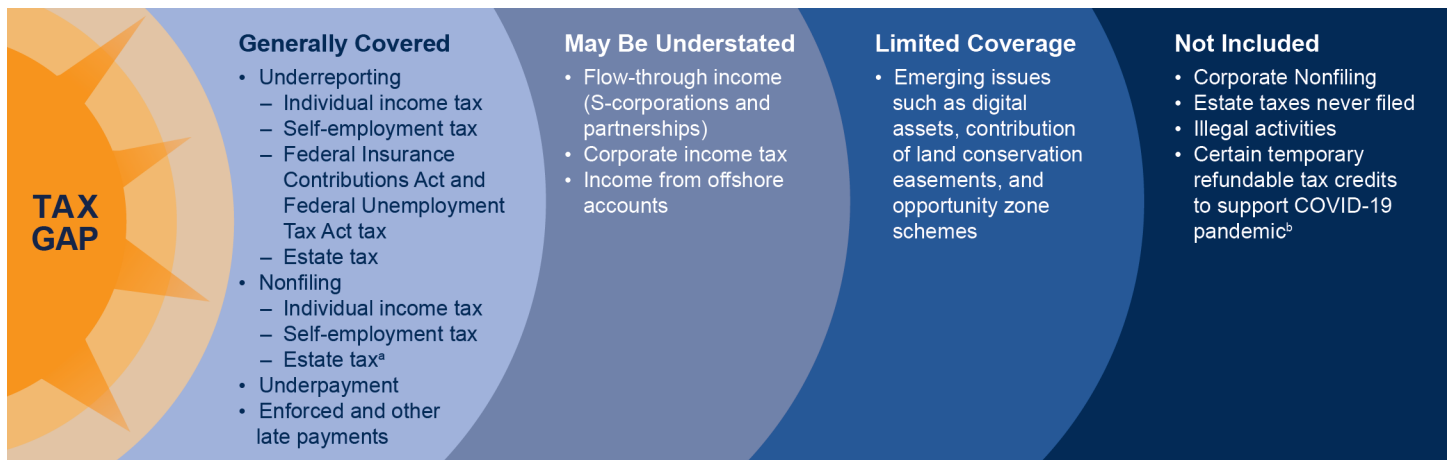 TAX
GAP
Generally Covered
• Underreporting
– Individual income tax
– Self-employment tax
– Federal Insurance
Contributions Act and
Federal Unemployment
Tax Act tax
– Estate tax
• Nonfiling
– Individual income tax
– Self-employment tax
– Estate taxᵃ
• Underpayment
• Enforced and other
late payments
May Be Understated
• Flow-through income
(S-corporations and
partnerships)
• Corporate income tax
• Income from offshore
accounts
Limited Coverage
• Emerging issues
such as digital
assets, contribution
of land conservation
easements, and
opportunity zone
schemes
Not Included
• Corporate Nonfiling
• Estate taxes never filed
• Illegal activities
• Certain temporary
refundable tax credits
to support COVID-19
pandemicᵇ